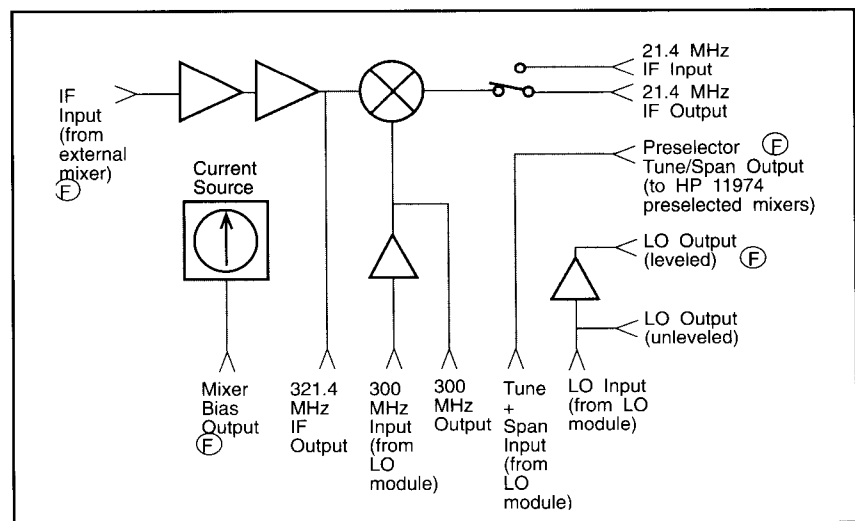 21.4 MHz
IF Input
21.4 MHz
IF Output
IF
Input
(from
external
mixer)
F
Current
Source
Preselector F
Tune/Span Output
(to HP 11974
preselected mixers)
LO Output
(leveled) F
LO Output
(unleveled)
Mixer
Bias
Output
F
321.4
MHz
IF
Output
300
MHz
Input
(from
LO
module)
300
MHz
Output
Tune
+
Span
Input
(from
LO
module)
LO Input
(from LO
module)